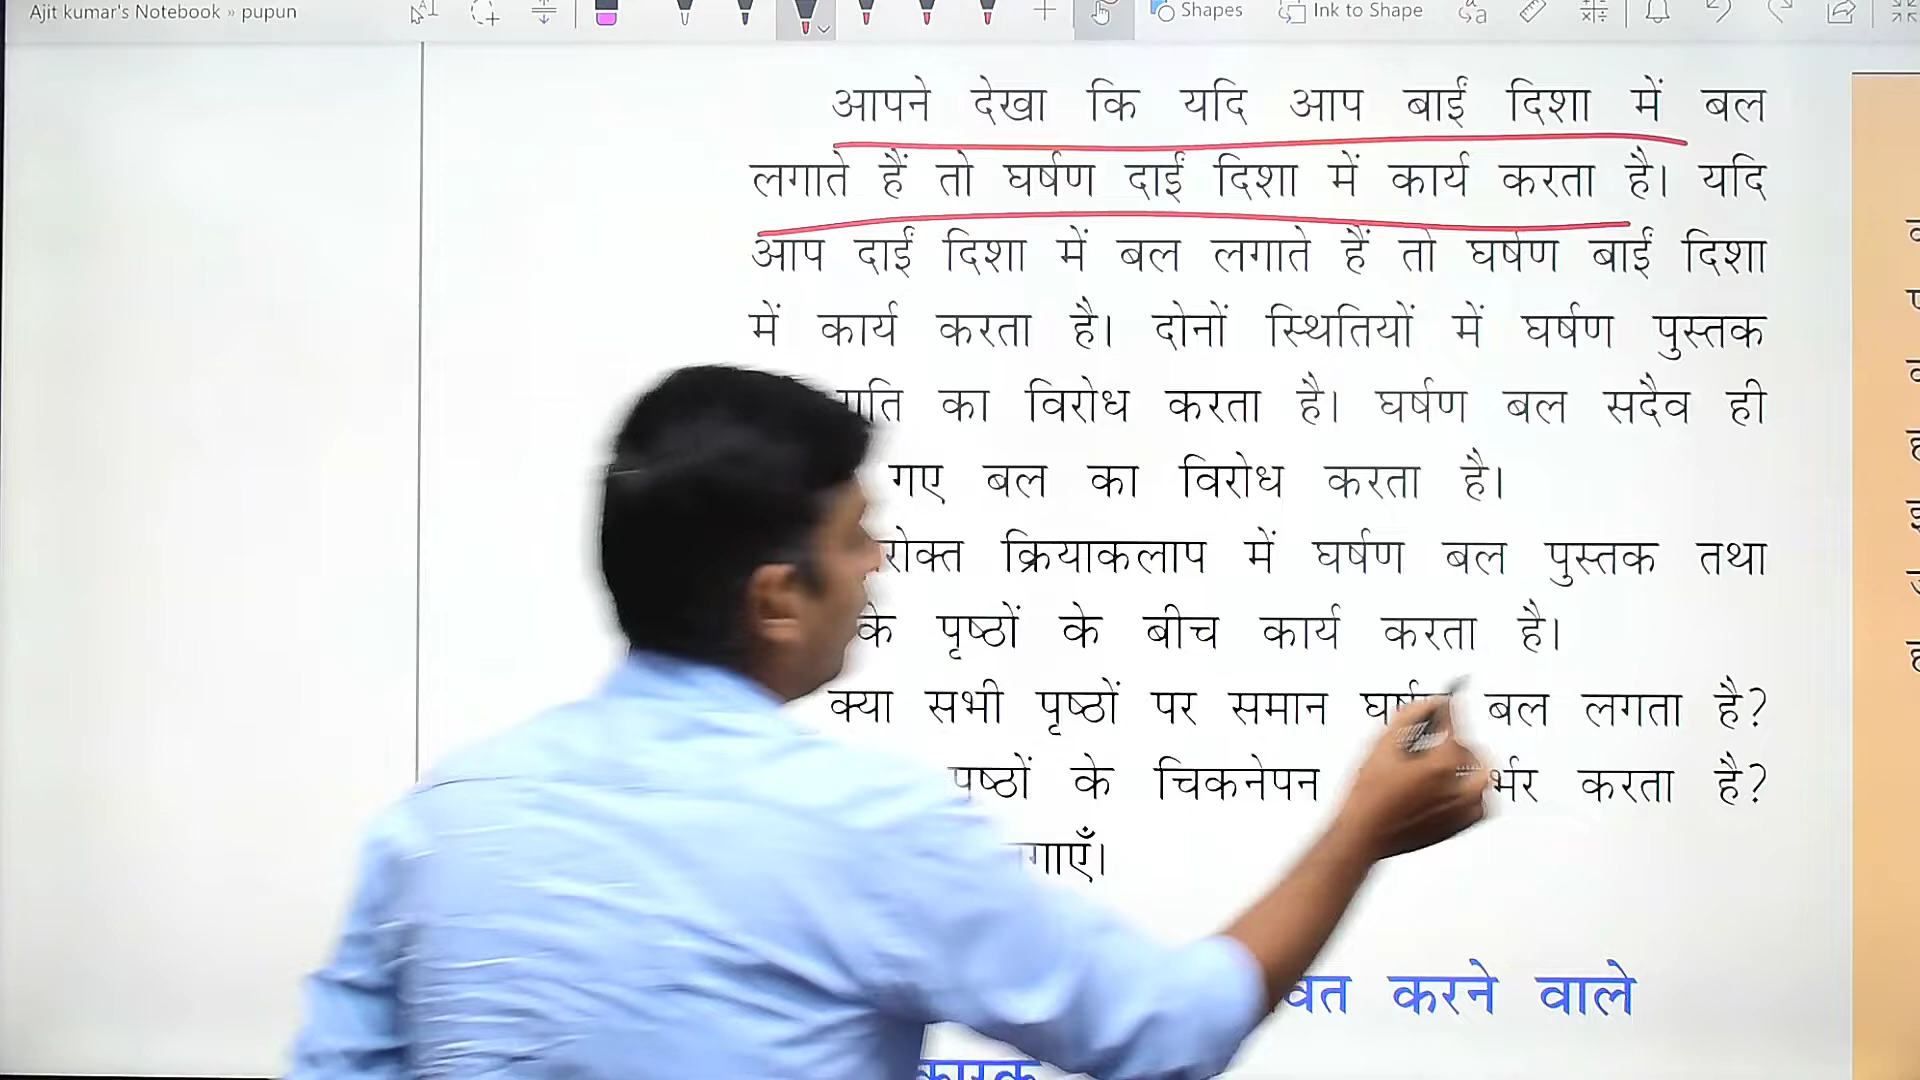 Ajit kumar's Notebook » pupun
Shapes Ink to Shape
आपने देखा कि यदि आप बाईं दिशा में बल
लगाते हैं तो घर्षण दाईं दिशा में कार्य करता है। यदि
आप दाईं दिशा में बल लगाते हैं तो घर्षण बाईं दिशा
में कार्य करता है। दोनों स्थितियों में घर्षण पुस्तक
का विरोध करता है। घर्षण बल सदैव ही
गए बल का विरोध करता है।
क्रियाकलाप में घर्षण बल पुस्तक तथा
के पृष्ठों के बीच कार्य करता है।
क्या सभी पृष्ठों पर समान बल लगता है?
के चिकनेपन करता है?
करने वाले